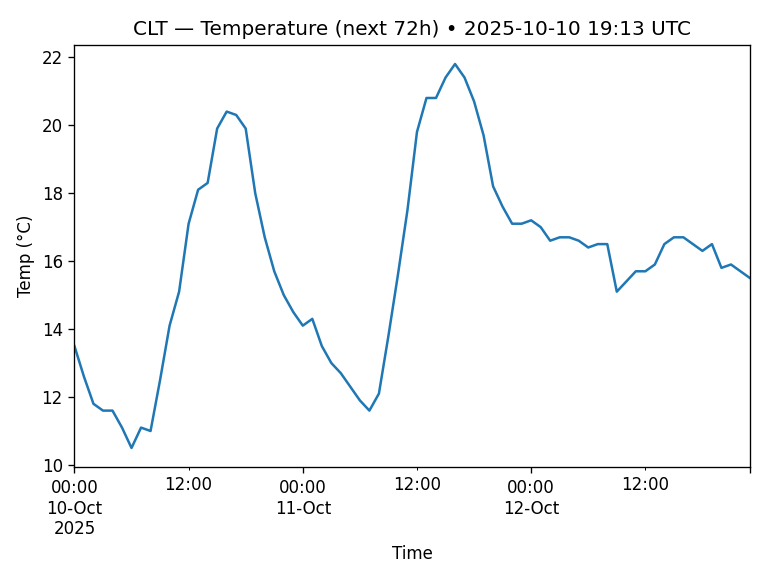 CLT — Temperature (next 72h) • 2025-10-10 19:13 UTC
Temp (°C)
22
20
18
16
14
12
10
00:00 12:00 00:00 12:00 00:00 12:00
10-Oct 11-Oct 12-Oct
2025
Time